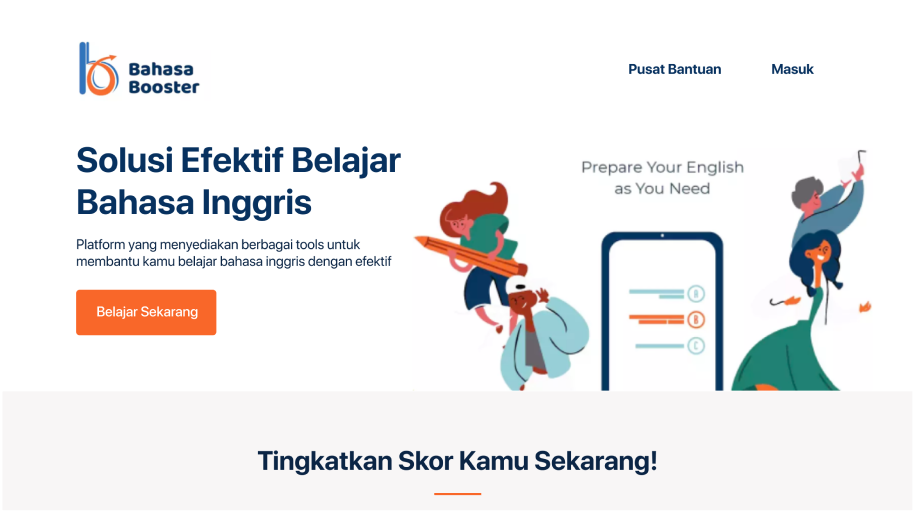 Bahasa
Booster
Pusat Bantuan
Masuk
Solusi Efektif Belajar
Bahasa Inggris
Platform yang menyediakan berbagai tools untuk
membantu kamu belajar bahasa inggris dengan efektif
Belajar Sekarang
Prepare Your English
as You Need
B
B
C
Tingkatkan Skor Kamu Sekarang!